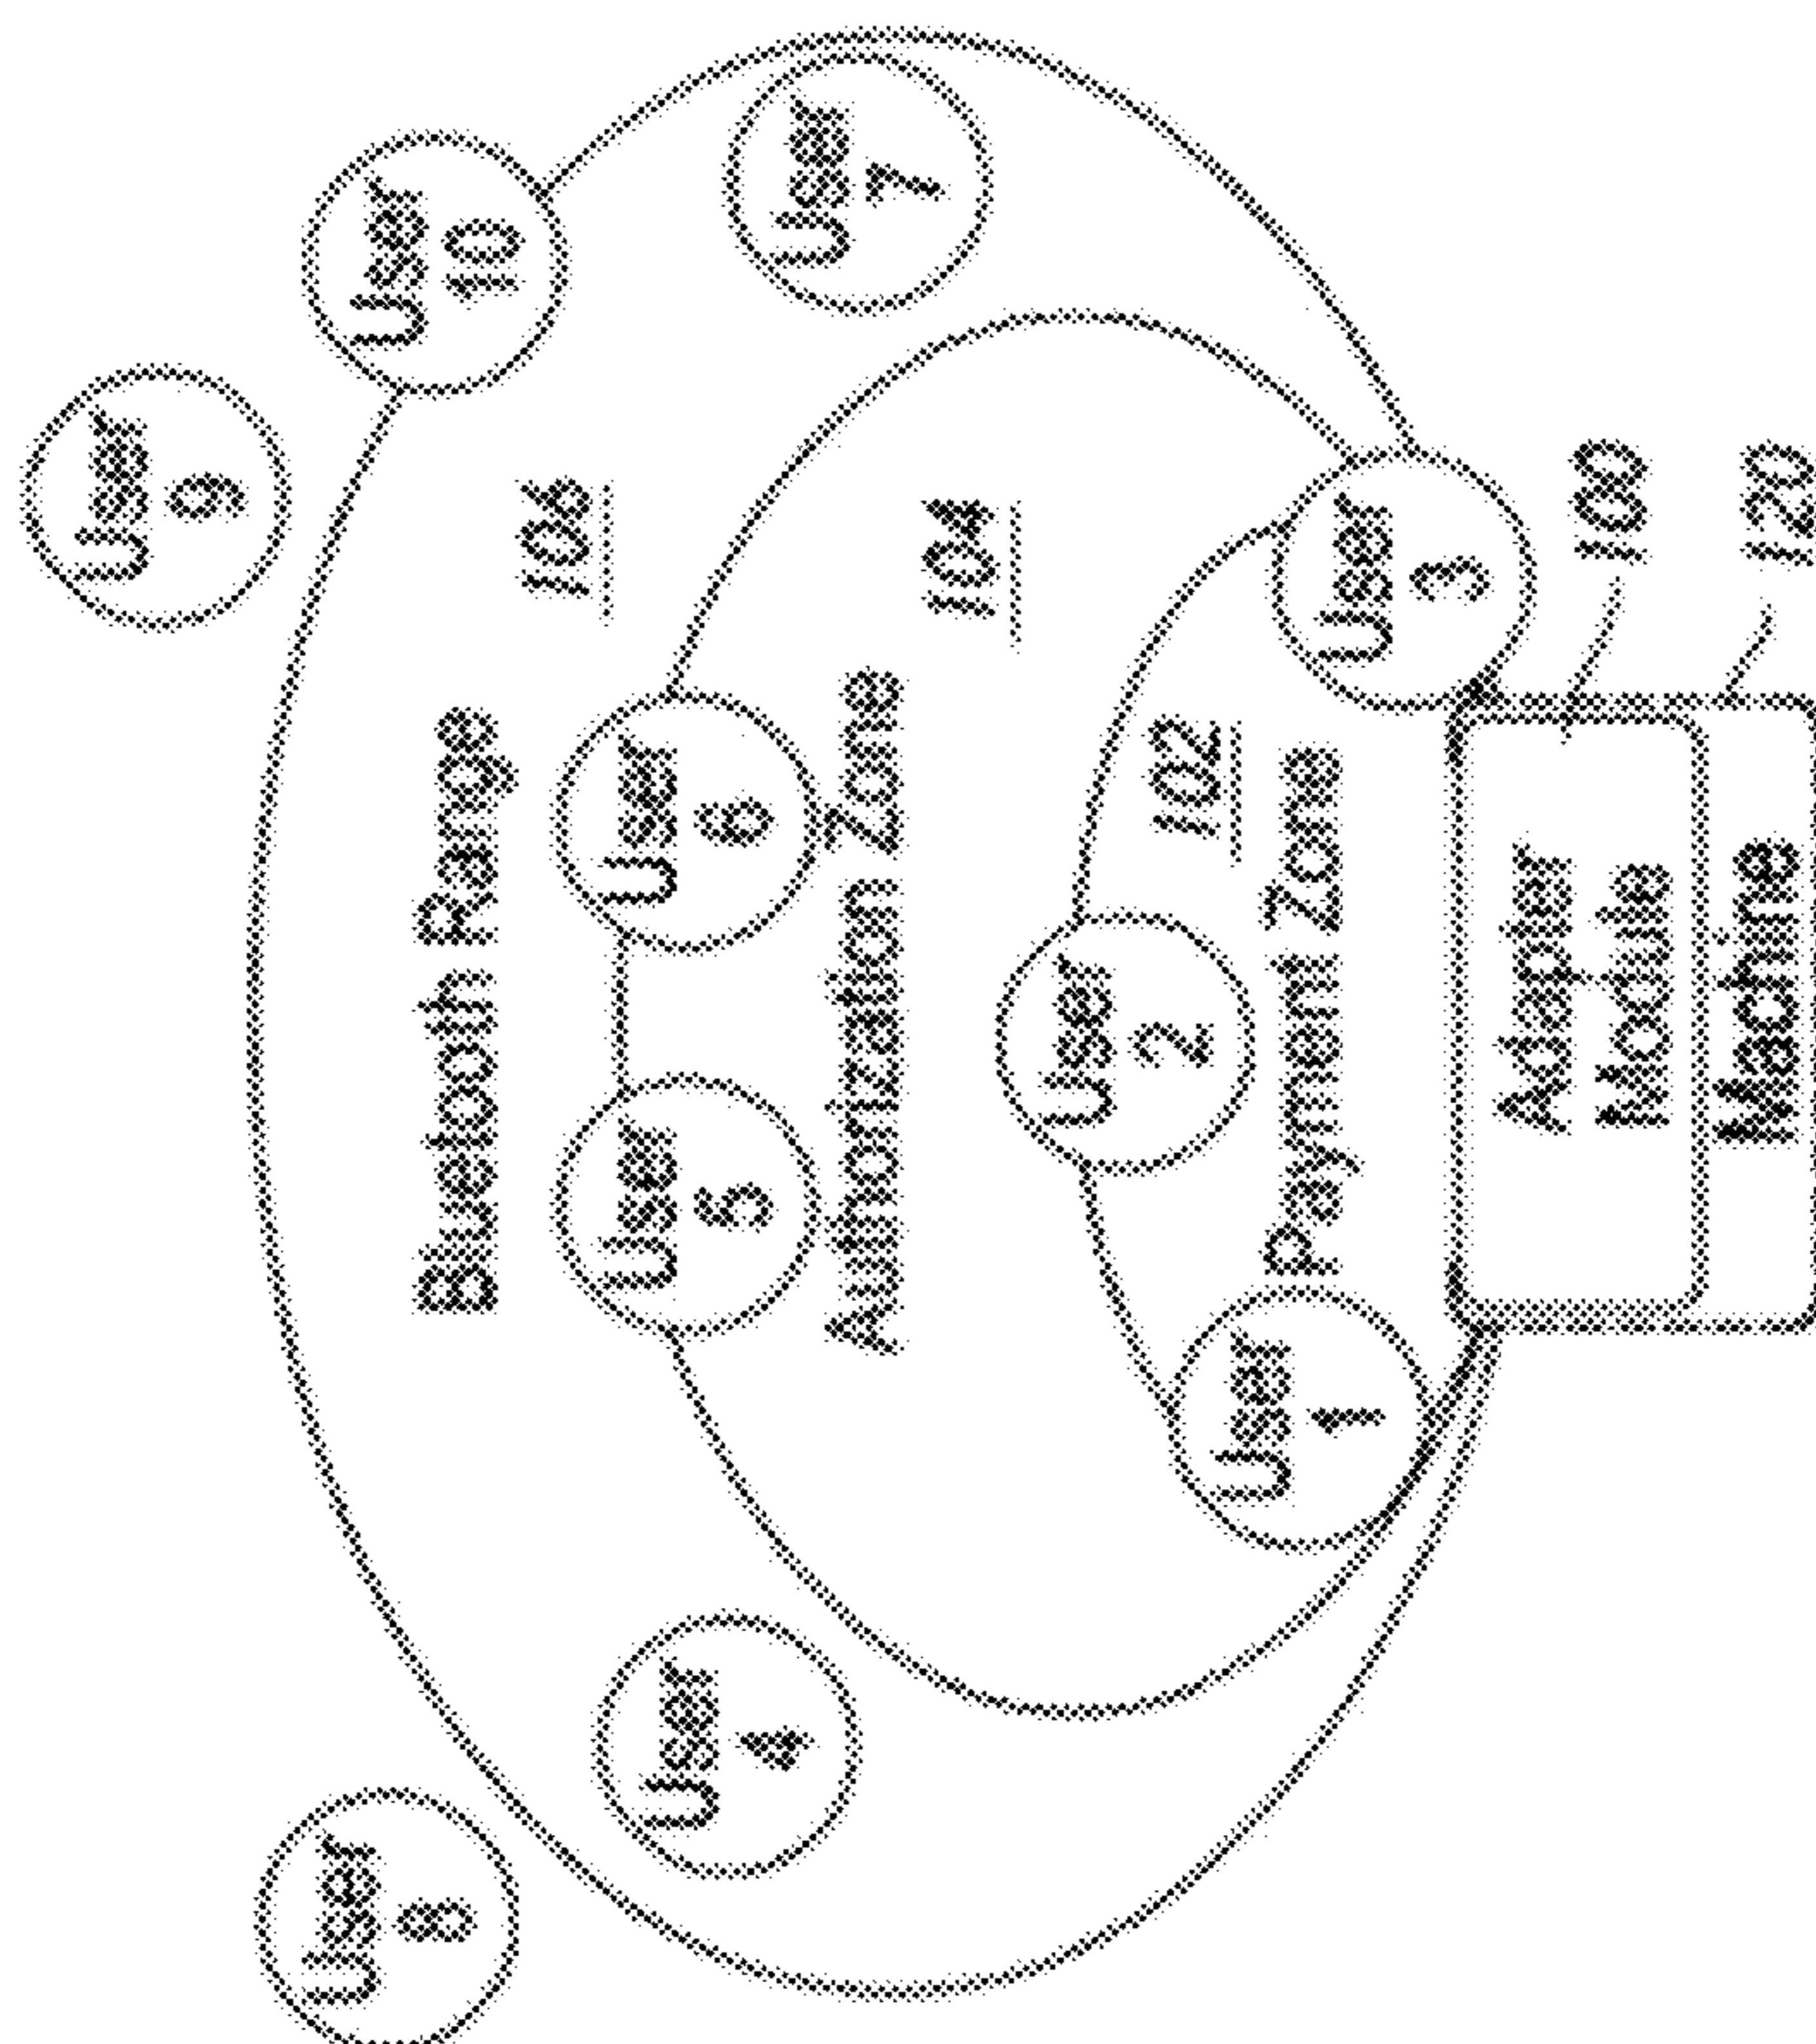 User
9
User
10
User
7
User
8
Bluetooth Range
106
User
4
User
5
User
6
Authorization Zone
104
User
2
User
1
Payment Zone
102
User
3
Adapter
Module
100
Machine
120